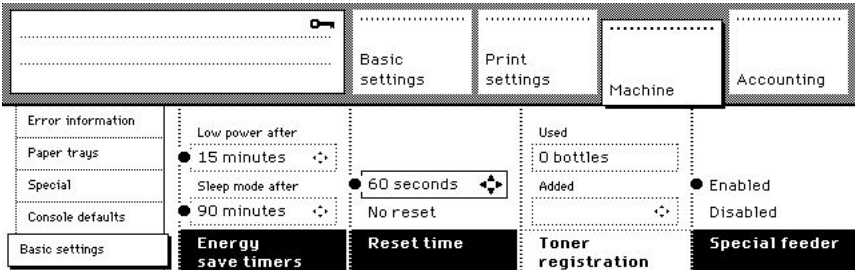 Basic
settings
Print
settings
Machine
Accounting
Error information
Paper trays
Special
Console defaults
Basic settings
Low power after
15 minutes
Sleep mode after
90 minutes
Energy
save timers
60 seconds
No reset
Reset time
Used
0 bottles
Added
Toner
registration
Enabled
Disabled
Special feeder